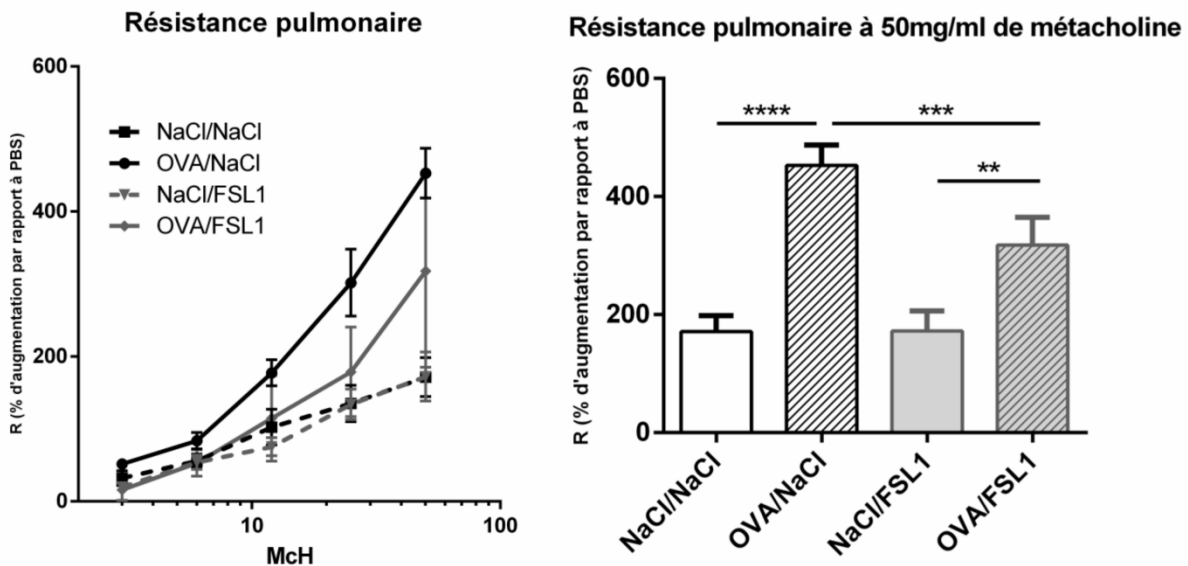 Résistance pulmonaire
R (% d'augmentation par rapport à PBS)
600
400
200
0
NaCl/NaCl
OVA/NaCl
NaCl/FSL1
OVA/FSL1
10
100
McH
Résistance pulmonaire à 50mg/ml de métacholine
R (% d'augmentation par rapport à PBS)
600
400
200
0
****
***
**
NaCl/NaCl
OVA/NaCl
NaCl/FSL1
OVA/FSL1